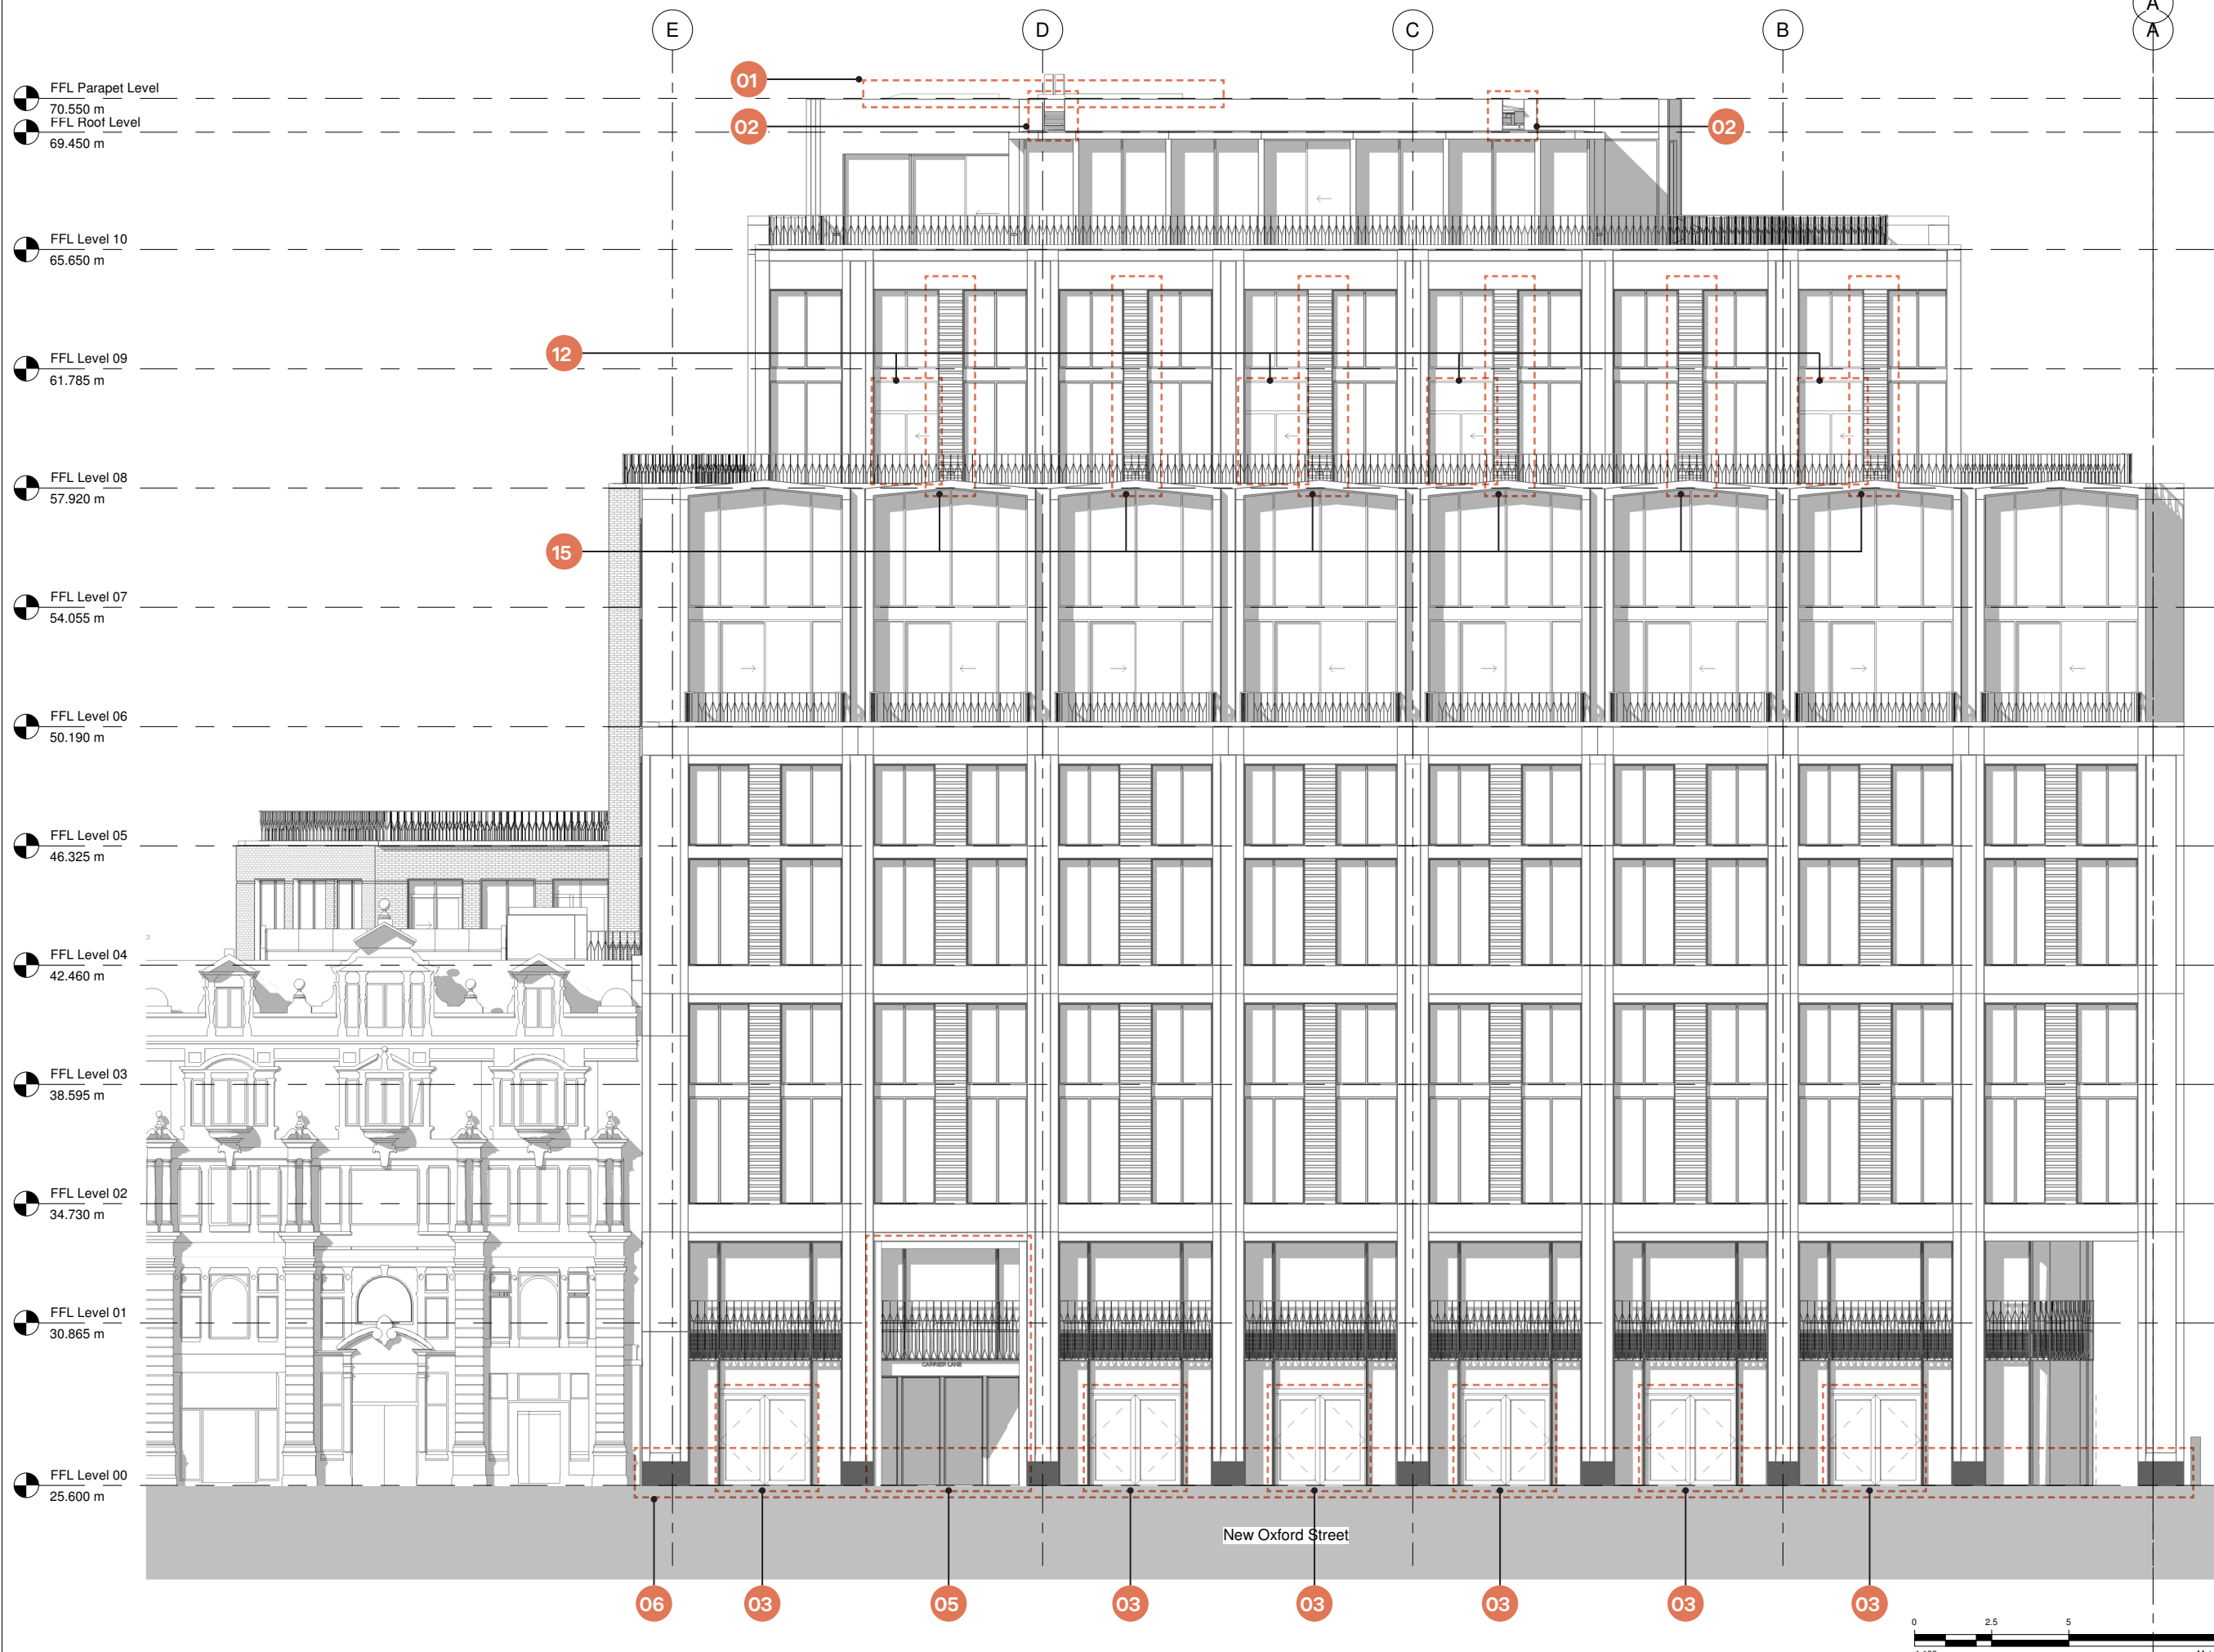 A
E
D
C
B
A
01
FFL Parapet Level
70.550 m
FFL Roof Level
69.450 m
02
02
FFL Level 10
65.650 m
12
FFL Level 09
61.785 m
FFL Level 08
57.920 m
15
FFL Level 07
54.055 m
FFL Level 06
50.190 m
FFL Level 05
46.325 m
FFL Level 04
42.460 m
FFL Level 03
38.595 m
FFL Level 02
34.730 m
FFL Level 01
30.865 m
CARRIER LANE
FFL Level 00
25.600 m
New Oxford Street
06
03
05
03
03
03
03
03
0 2.5 5